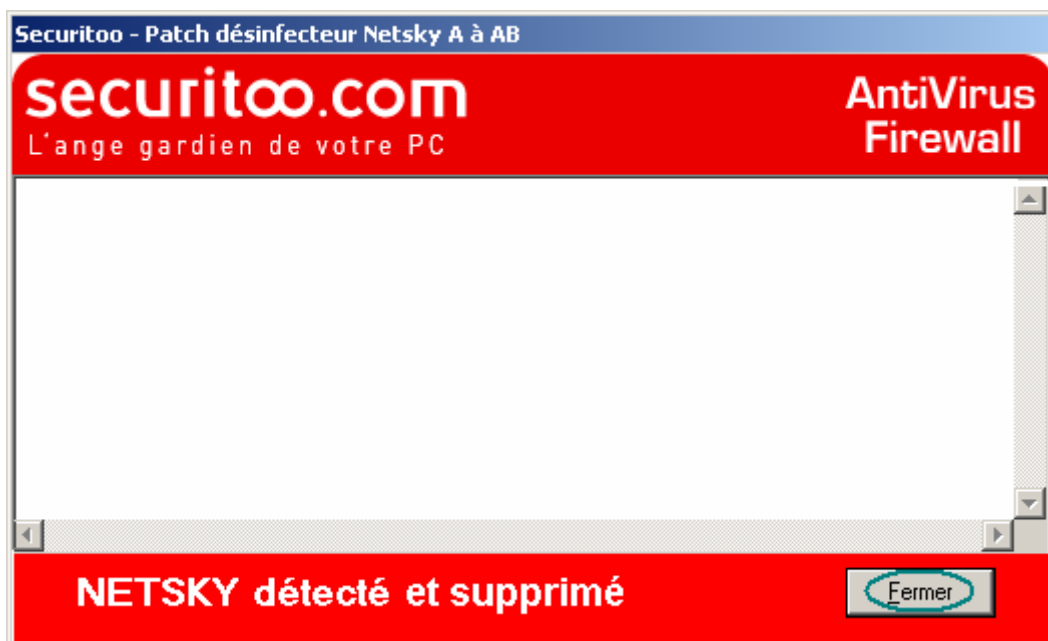 Securitoo - Patch désinfecteur Netsky A à AB
securitoo.com
L'ange gardien de votre PC
AntiVirus
Firewall
NETSKY détecté et supprimé
Fermer